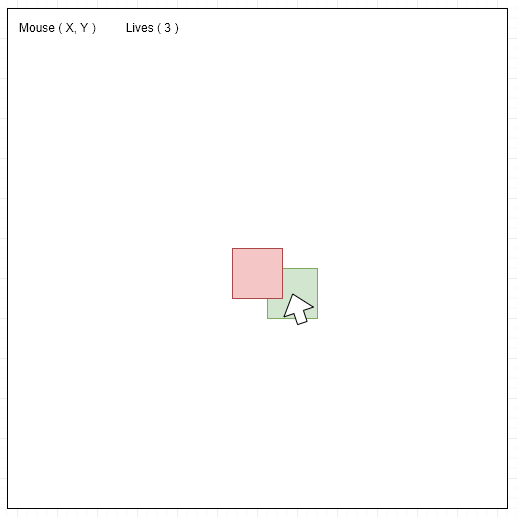 Mouse ( X, Y ) Lives ( 3 )